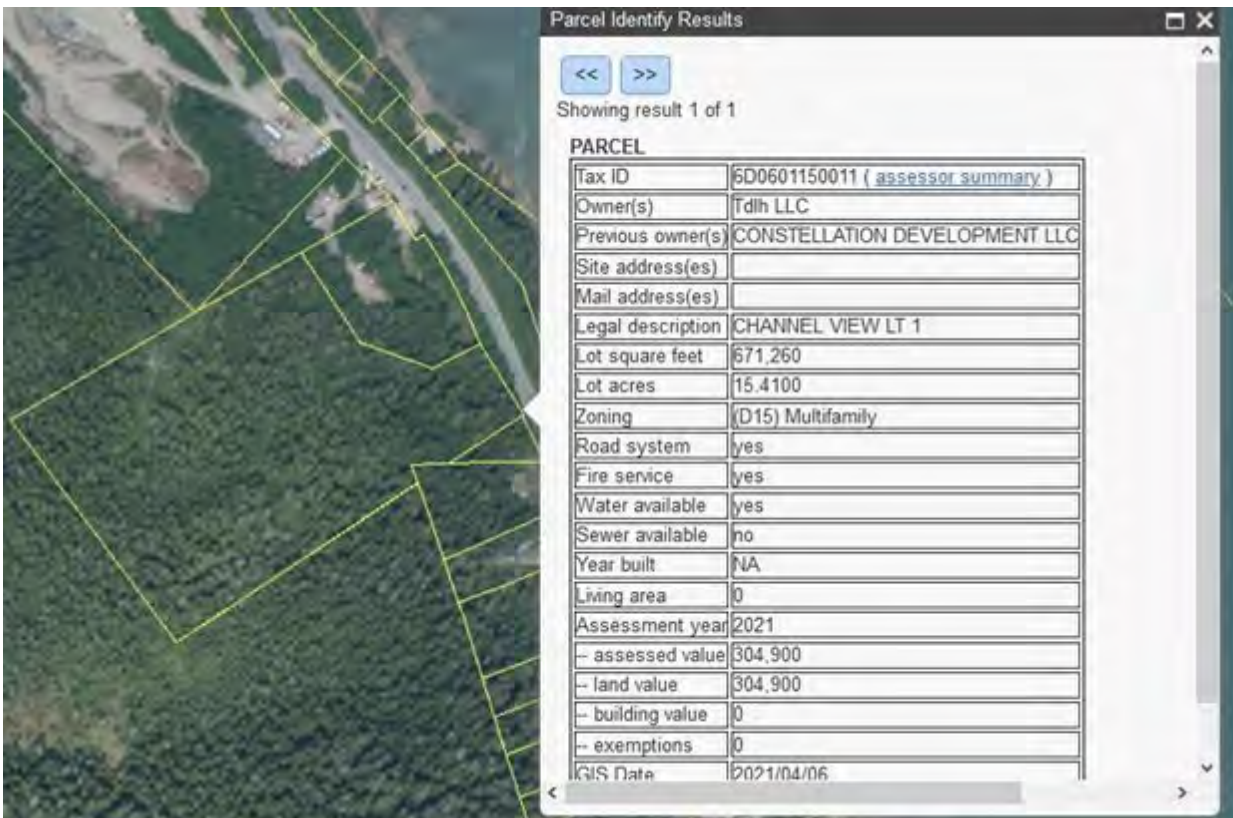 Parcel Identify Results
<< >>
Showing result 1 of 1
PARCEL
Tax ID 6D0601150011 ( assessor summary )
Owner(s) Tdlh LLC
Previous owner(s) CONSTELLATION DEVELOPMENT LLC
Site address(es)
Mail address(es)
Legal description CHANNEL VIEW LT 1
Lot square feet 671,260
Lot acres 15.4100
Zoning (D15) Multifamily
Road system yes
Fire service yes
Water available yes
Sewer available no
Year built NA
Living area 0
Assessment year 2021
-- assessed value 304,900
-- land value 304,900
-- building value 0
-- exemptions 0
GIS Date 2021/04/06